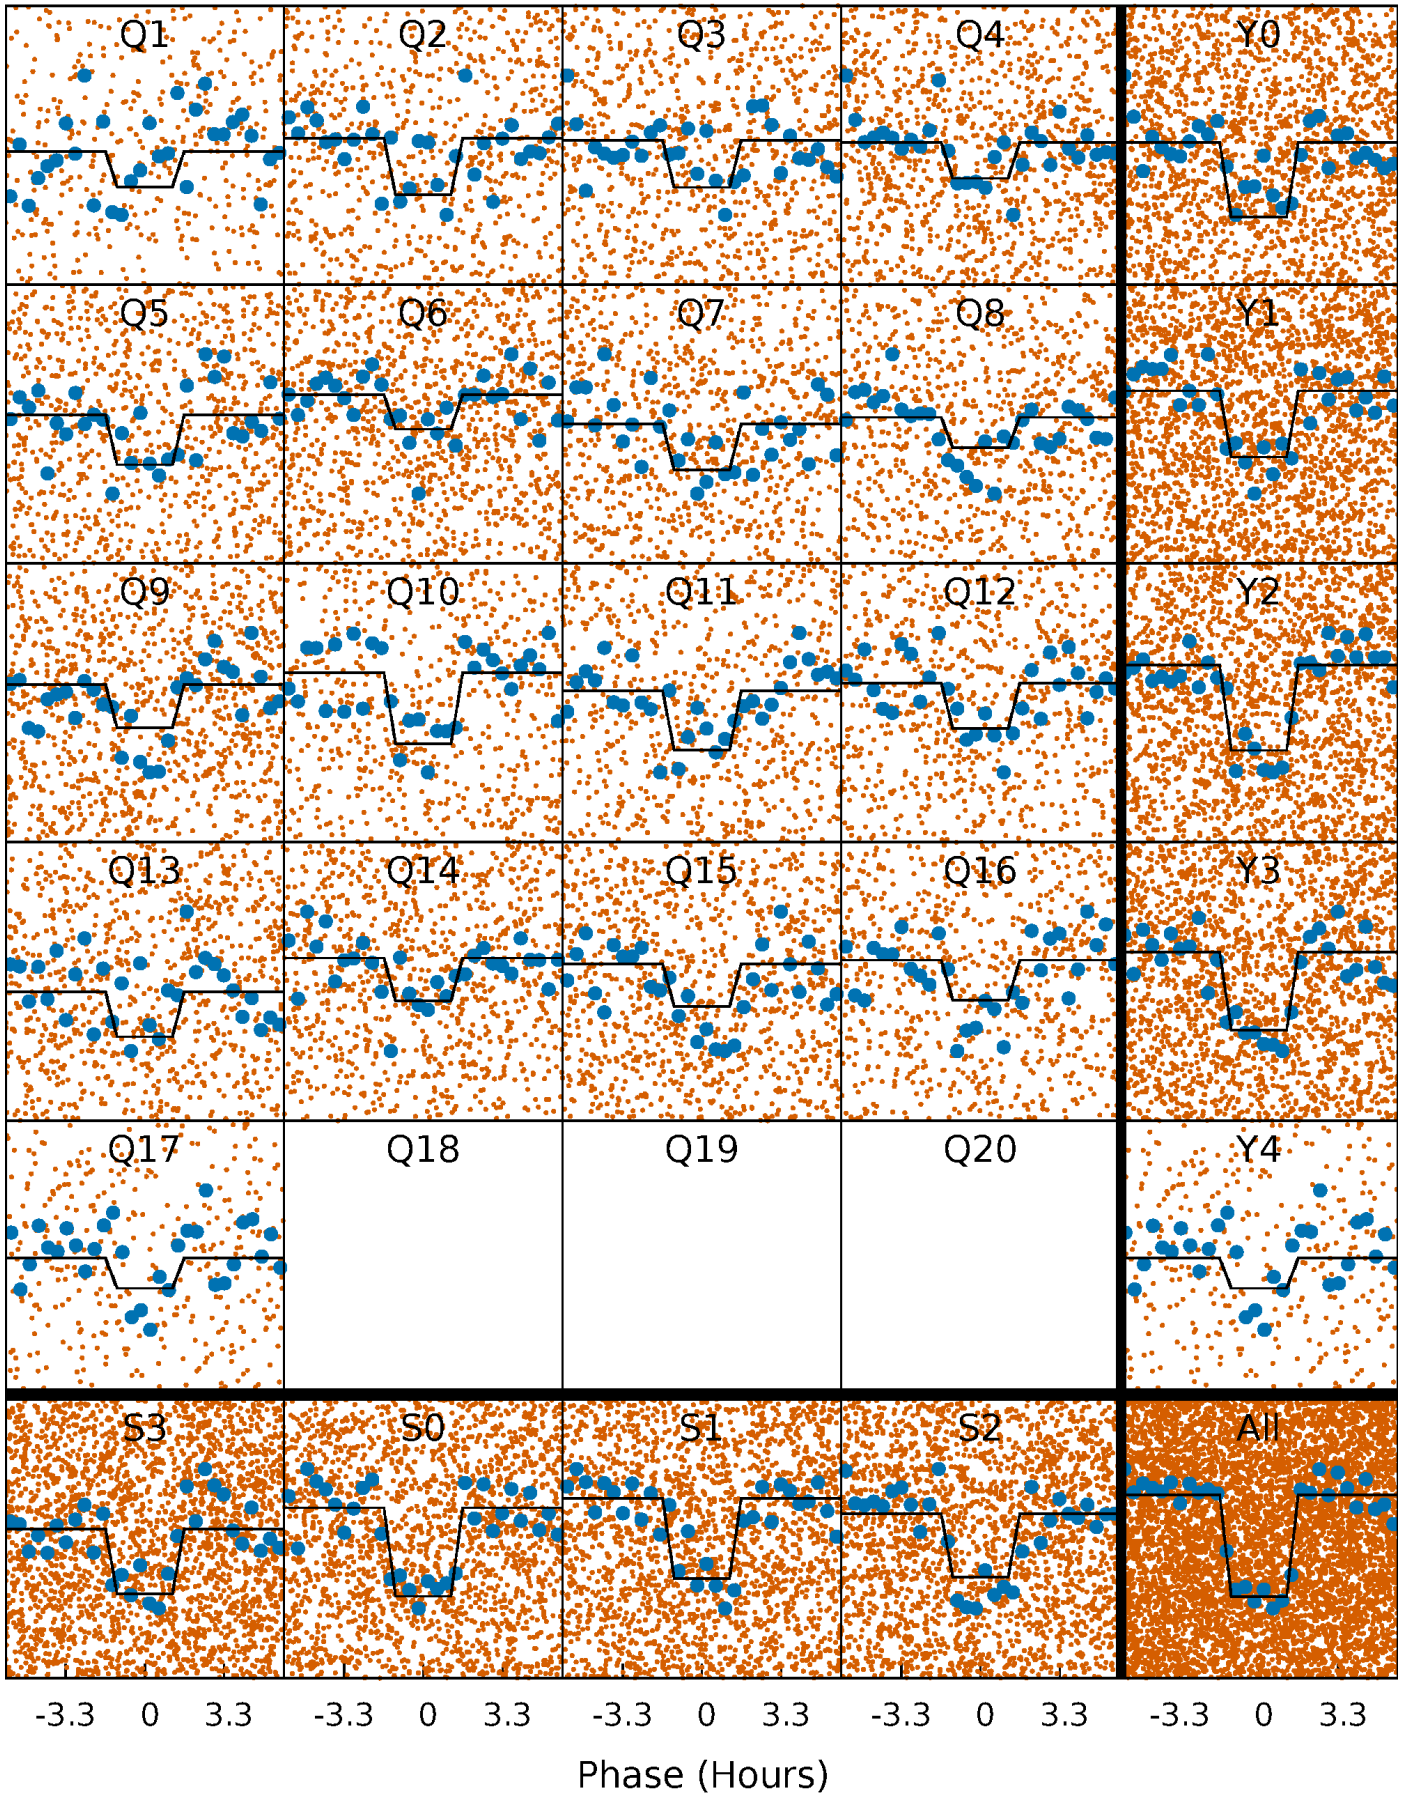 Q1 Q2 Q3 Q4 Y0
Q5 Q6 Q7 Q8 Y1
Q9 Q10 Q11 Q12 Y2
Q13 Q14 Q15 Q16 Y3
Q17 Q18 Q19 Q20 Y4
S3 S0 S1 S2 All
-3.3 0 3.3 -3.3 0 3.3 -3.3 0 3.3 -3.3 0 3.3 -3.3 0 3.3
Phase (Hours)